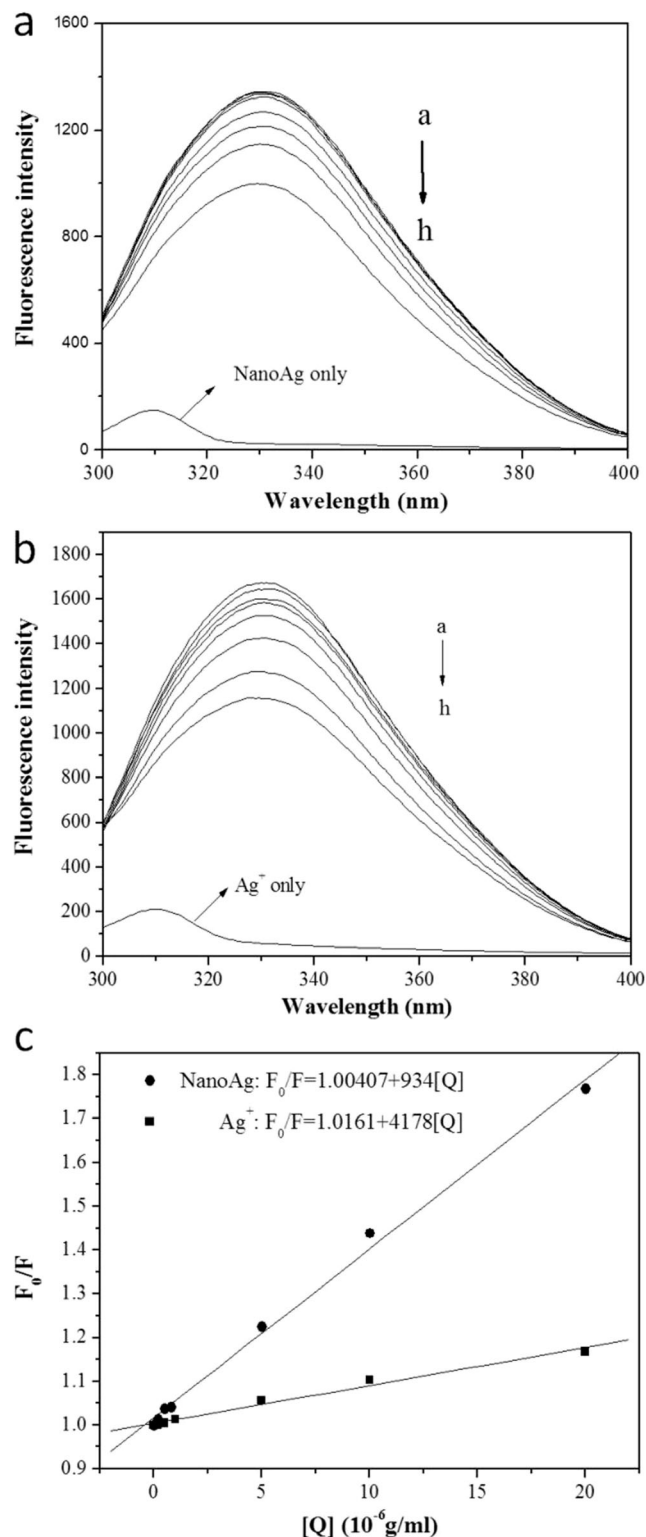 a
1600
1200
800
400
0
Fluorescence intensity
a
h
NanoAg only
300 320 340 360 380 400
Wavelength (nm)
b
1800
1600
1400
1200
1000
800
600
400
200
0
Fluorescence intensity
a
h
Ag⁺ only
300 320 340 360 380 400
Wavelength (nm)
c
1.8
1.7
1.6
1.5
1.4
1.3
1.2
1.1
1.0
0.9
F₀/F
NanoAg: F₀/F=1.00407+934[Q]
Ag⁺: F₀/F=1.0161+4178[Q]
0 5 10 15 20
[Q] (10⁻⁶g/ml)